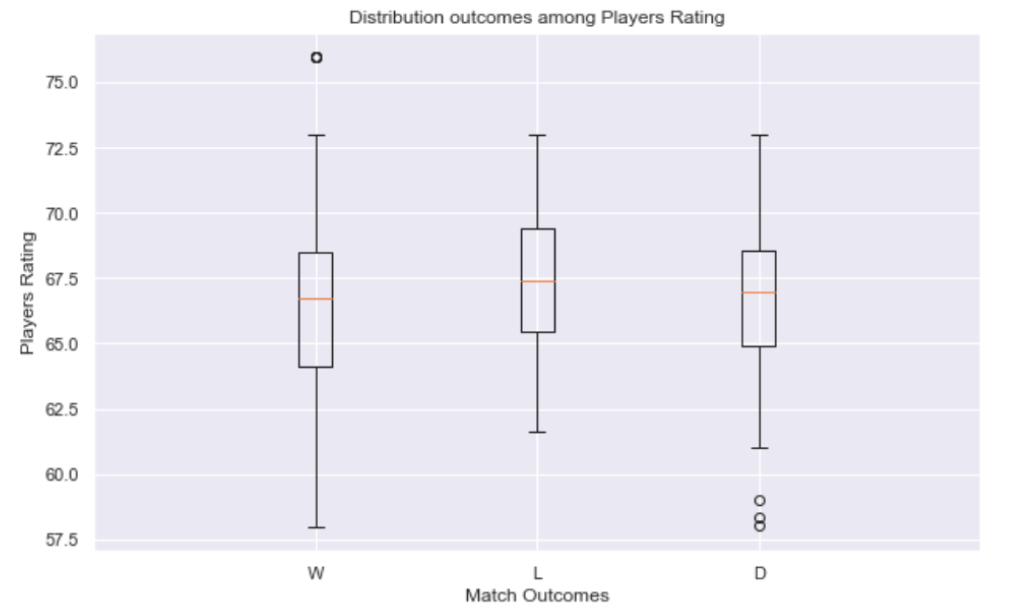 Distribution outcomes among Players Rating
75.0
72.5
70.0
67.5
65.0
62.5
60.0
57.5
Players Rating
W L D
Match Outcomes